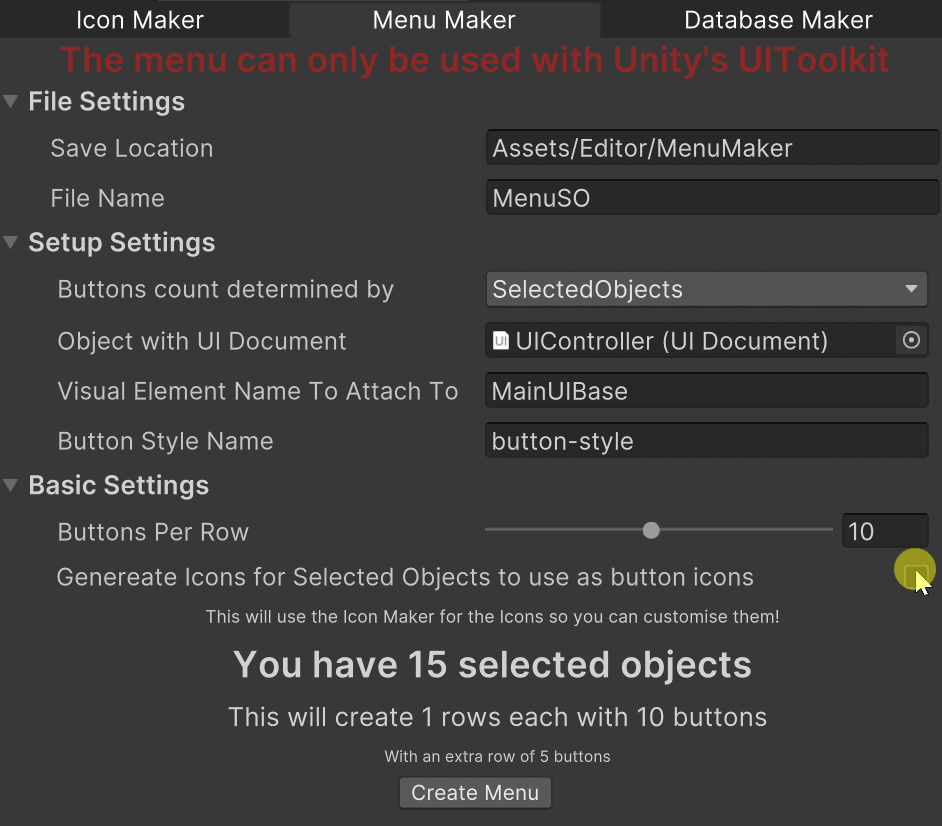 Icon Maker
Menu Maker
Database Maker
The menu can only be used with Unity's UIToolkit
File Settings
Save Location
Assets/Editor/MenuMaker
File Name
MenuSO
Setup Settings
Buttons count determined by
SelectedObjects
Object with UI Document
UIController (UI Document)
Visual Element Name To Attach To
MainUIBase
Button Style Name
button-style
Basic Settings
Buttons Per Row
10
Genereate Icons for Selected Objects to use as button icons
This will use the Icon Maker for the Icons so you can customise them!
You have 15 selected objects
This will create 1 rows each with 10 buttons
With an extra row of 5 buttons
Create Menu